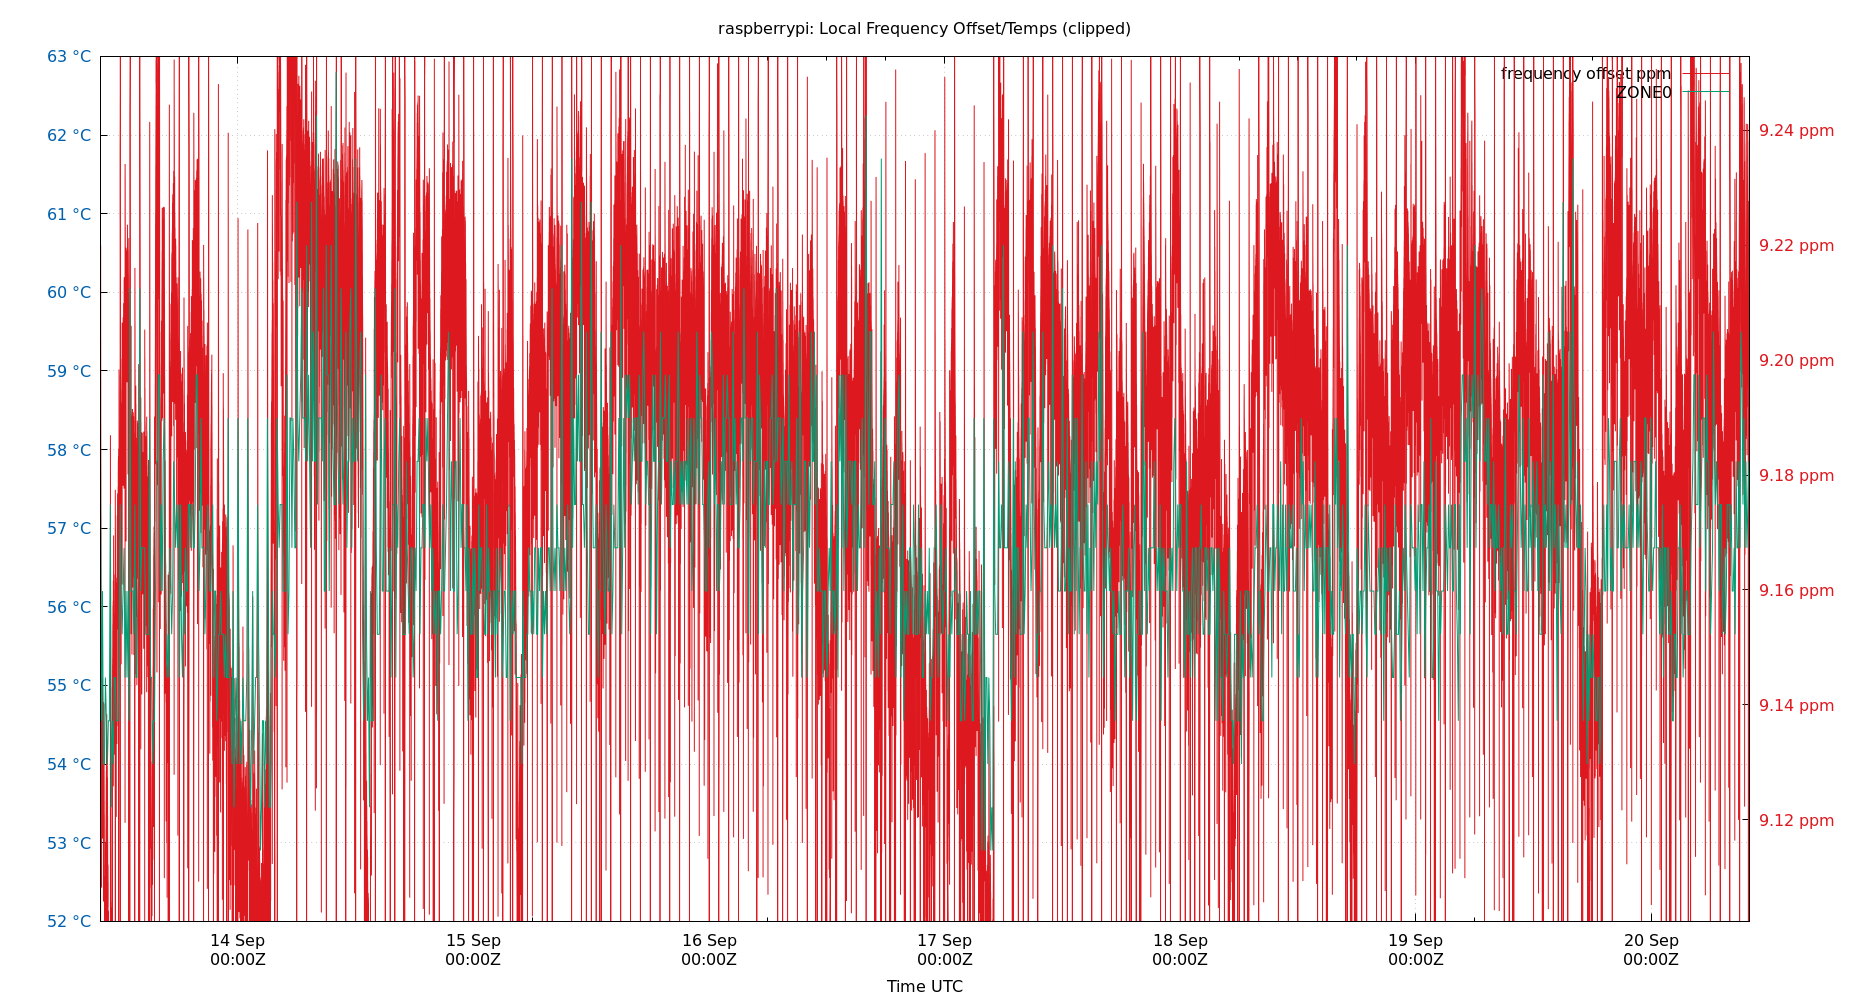 raspberrypi: Local Frequency Offset/Temps (clipped)
frequency offset ppm
ZONE0
63 °C
62 °C
61 °C
60 °C
59 °C
58 °C
57 °C
56 °C
55 °C
54 °C
53 °C
52 °C
9.24 ppm
9.22 ppm
9.20 ppm
9.18 ppm
9.16 ppm
9.14 ppm
9.12 ppm
14 Sep
00:00Z
15 Sep
00:00Z
16 Sep
00:00Z
17 Sep
00:00Z
18 Sep
00:00Z
19 Sep
00:00Z
20 Sep
00:00Z
Time UTC